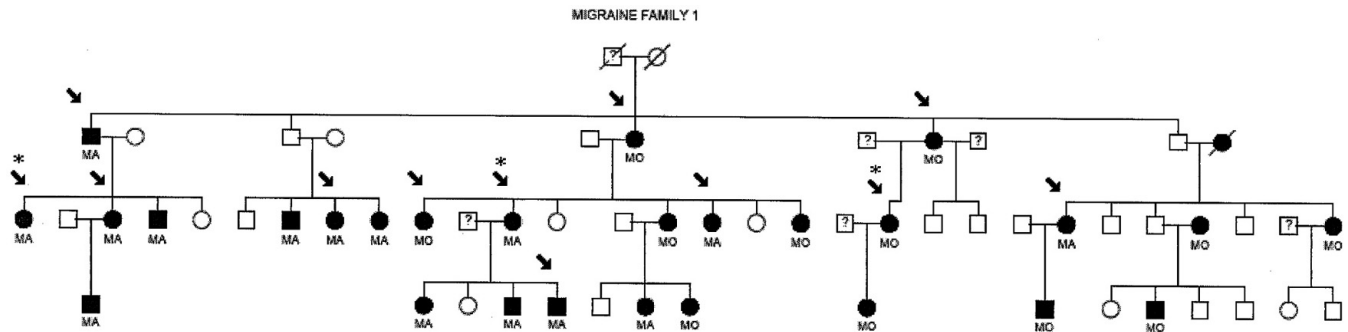 MIGRAINE FAMILY 1
?
? ?
MA MO MO
* * *
? ? ?
MA MA MA MA MA MA MO MA MO MA MO MO MA MO MO
MA MA MA MA MA MO MO MO MO